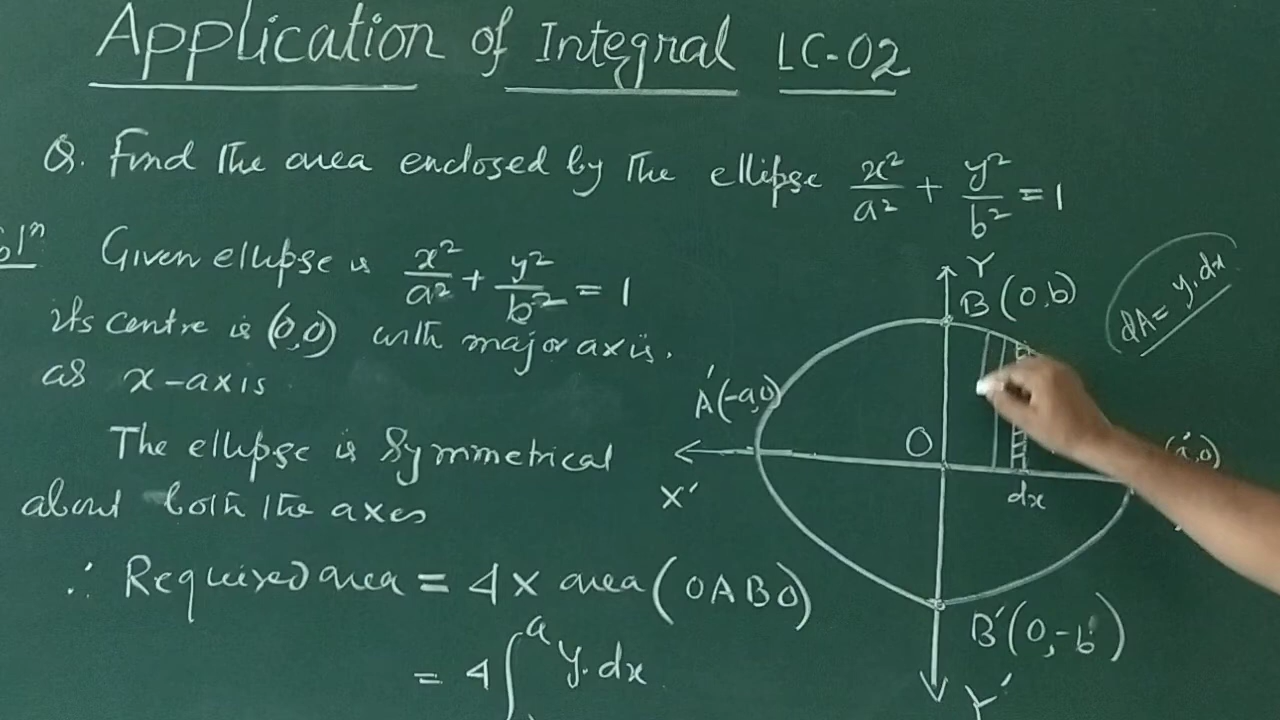 Application of Integral LC-02
Q. Find the area enclosed by the ellipse x²/a² + y²/b² = 1
Solⁿ Given ellipse is x²/a² + y²/b² = 1
its centre is (0,0) with major axis.
as x-axis
The ellipse is Symmetrical
about both the axes
∴ Required area = 4 × area (OABO)
= 4∫ᵃ y.dx
Y
B (0,b)
dA = y.dx
A′(-a,0)
O
(a,0)
X′
dx
B′(0,-b)
Y′